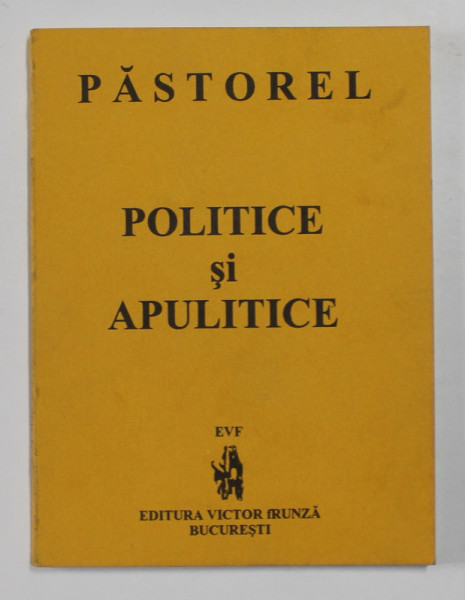 PĂSTOREL
POLITICE
şi
APULITICE
EVF
EDITURA VICTOR fRUNZĂ
BUCUREŞTI